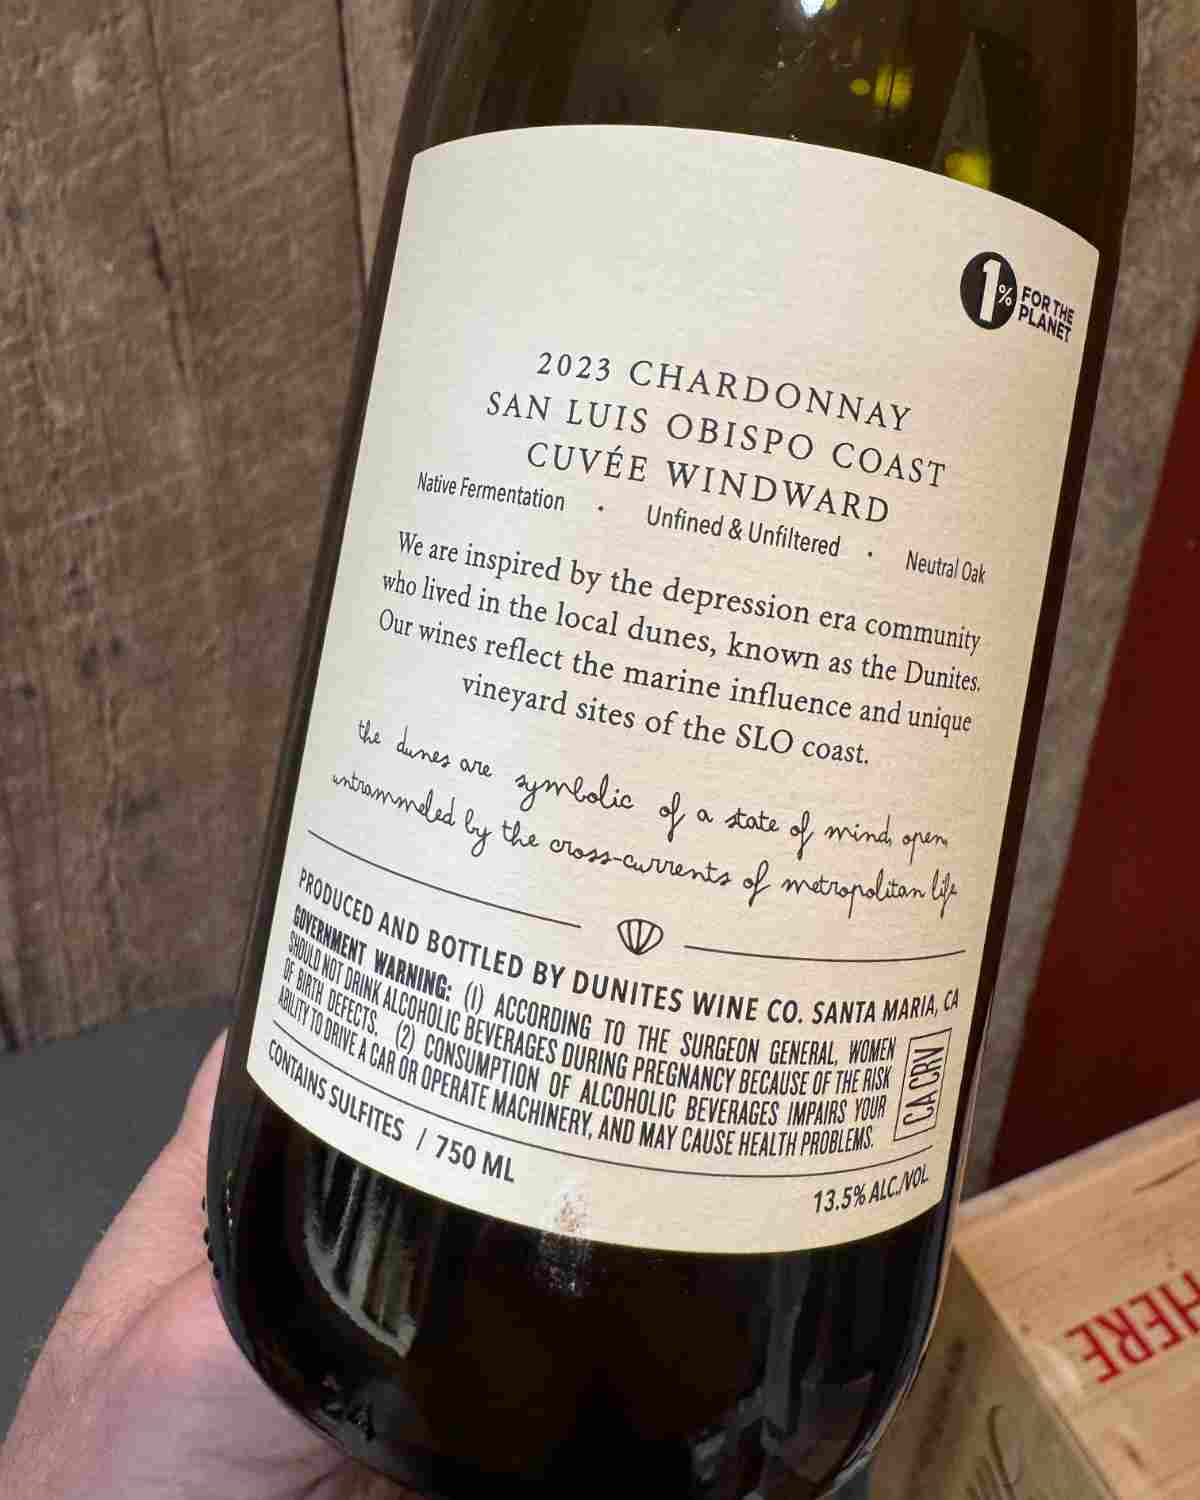 1% FOR THE
PLANET
2023 CHARDONNAY
SAN LUIS OBISPO COAST
CUVÉE WINDWARD
Native Fermentation · Unfined & Unfiltered · Neutral Oak
We are inspired by the depression era community
who lived in the local dunes, known as the Dunites.
Our wines reflect the marine influence and unique
vineyard sites of the SLO coast.
the dunes are symbolic of a state of mind, open,
untrammeled by the cross-currents of metropolitan life
PRODUCED AND BOTTLED BY DUNITES WINE CO. SANTA MARIA, CA
GOVERNMENT WARNING: (1) ACCORDING TO THE SURGEON GENERAL, WOMEN
SHOULD NOT DRINK ALCOHOLIC BEVERAGES DURING PREGNANCY BECAUSE OF THE RISK
OF BIRTH DEFECTS. (2) CONSUMPTION OF ALCOHOLIC BEVERAGES IMPAIRS YOUR
ABILITY TO DRIVE A CAR OR OPERATE MACHINERY, AND MAY CAUSE HEALTH PROBLEMS.
CA CRV
CONTAINS SULFITES / 750 ML
13.5% ALC./VOL
HERE